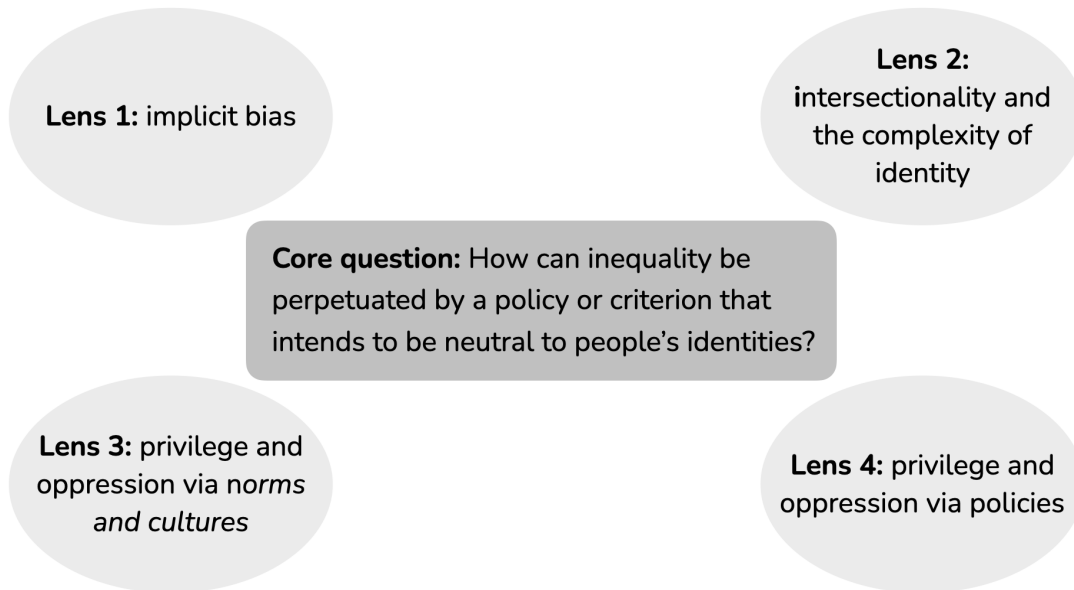 Lens 1: implicit bias
Lens 2:
intersectionality and
the complexity of
identity
Core question: How can inequality be
perpetuated by a policy or criterion that
intends to be neutral to people’s identities?
Lens 3: privilege and
oppression via norms
and cultures
Lens 4: privilege and
oppression via policies